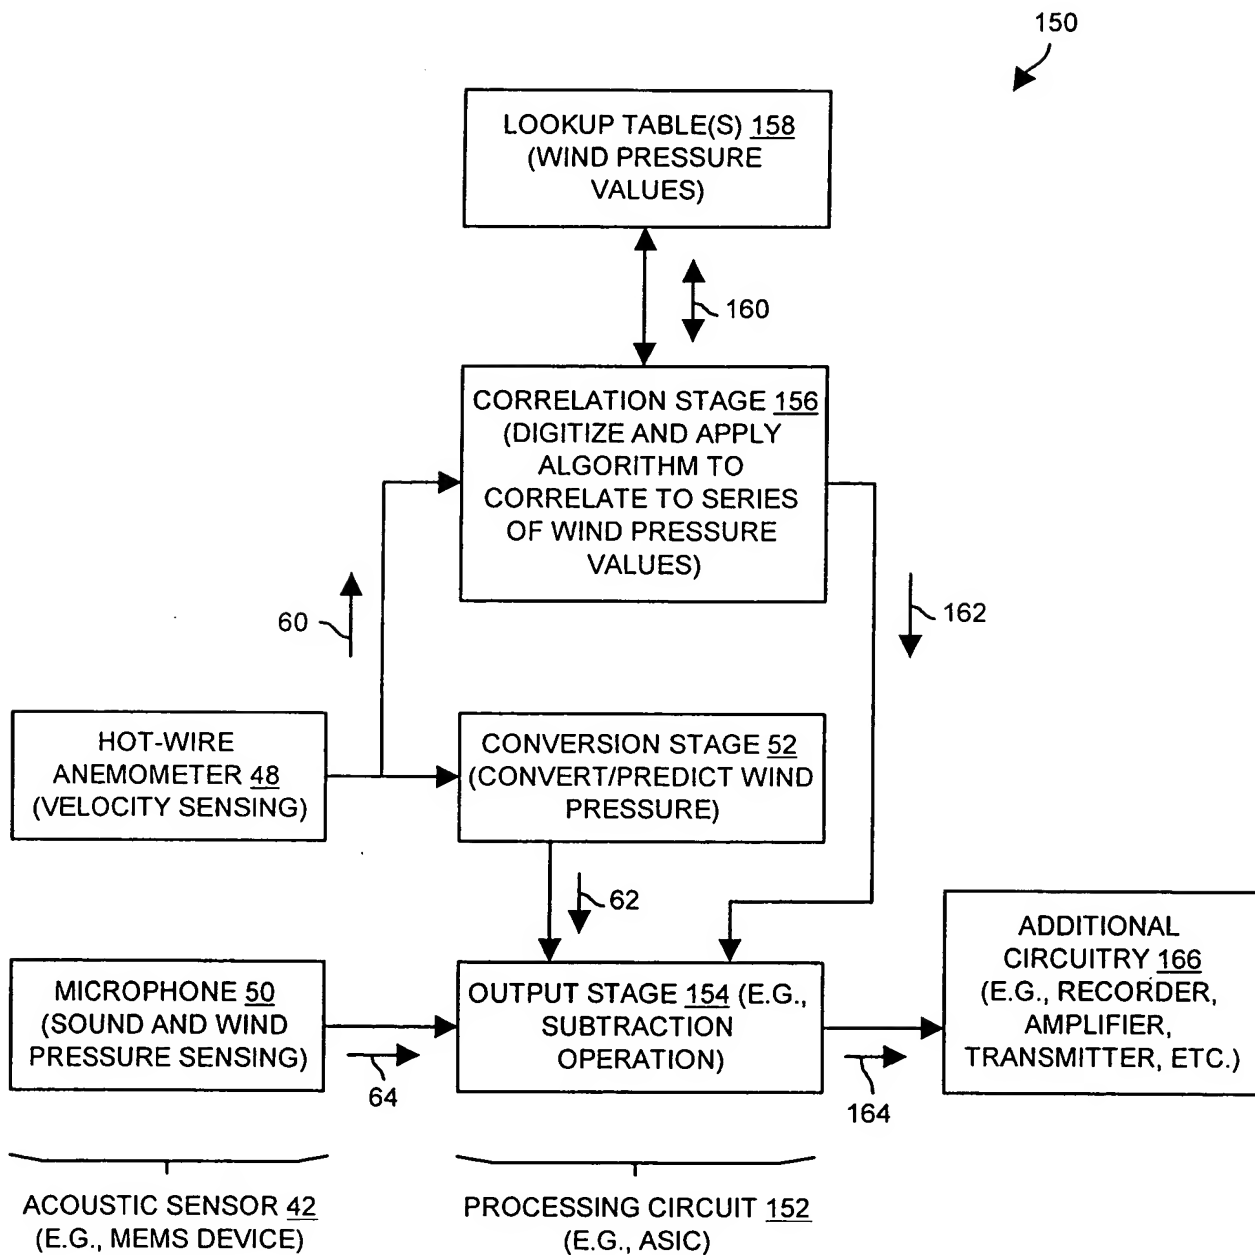 150
LOOKUP TABLE(S) 158
(WIND PRESSURE
VALUES)
160
CORRELATION STAGE 156
(DIGITIZE AND APPLY
ALGORITHM TO
CORRELATE TO SERIES
OF WIND PRESSURE
VALUES)
60
162
HOT-WIRE
ANEMOMETER 48
(VELOCITY SENSING)
CONVERSION STAGE 52
(CONVERT/PREDICT WIND
PRESSURE)
62
MICROPHONE 50
(SOUND AND WIND
PRESSURE SENSING)
64
OUTPUT STAGE 154 (E.G.,
SUBTRACTION
OPERATION)
164
ADDITIONAL
CIRCUITRY 166
(E.G., RECORDER,
AMPLIFIER,
TRANSMITTER, ETC.)
ACOUSTIC SENSOR 42
(E.G., MEMS DEVICE)
PROCESSING CIRCUIT 152
(E.G., ASIC)